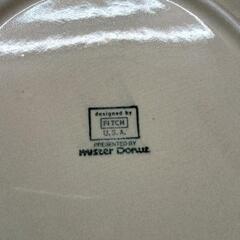 designed by
FITCH
U.S.A.
PRESENTED BY
mister Donut